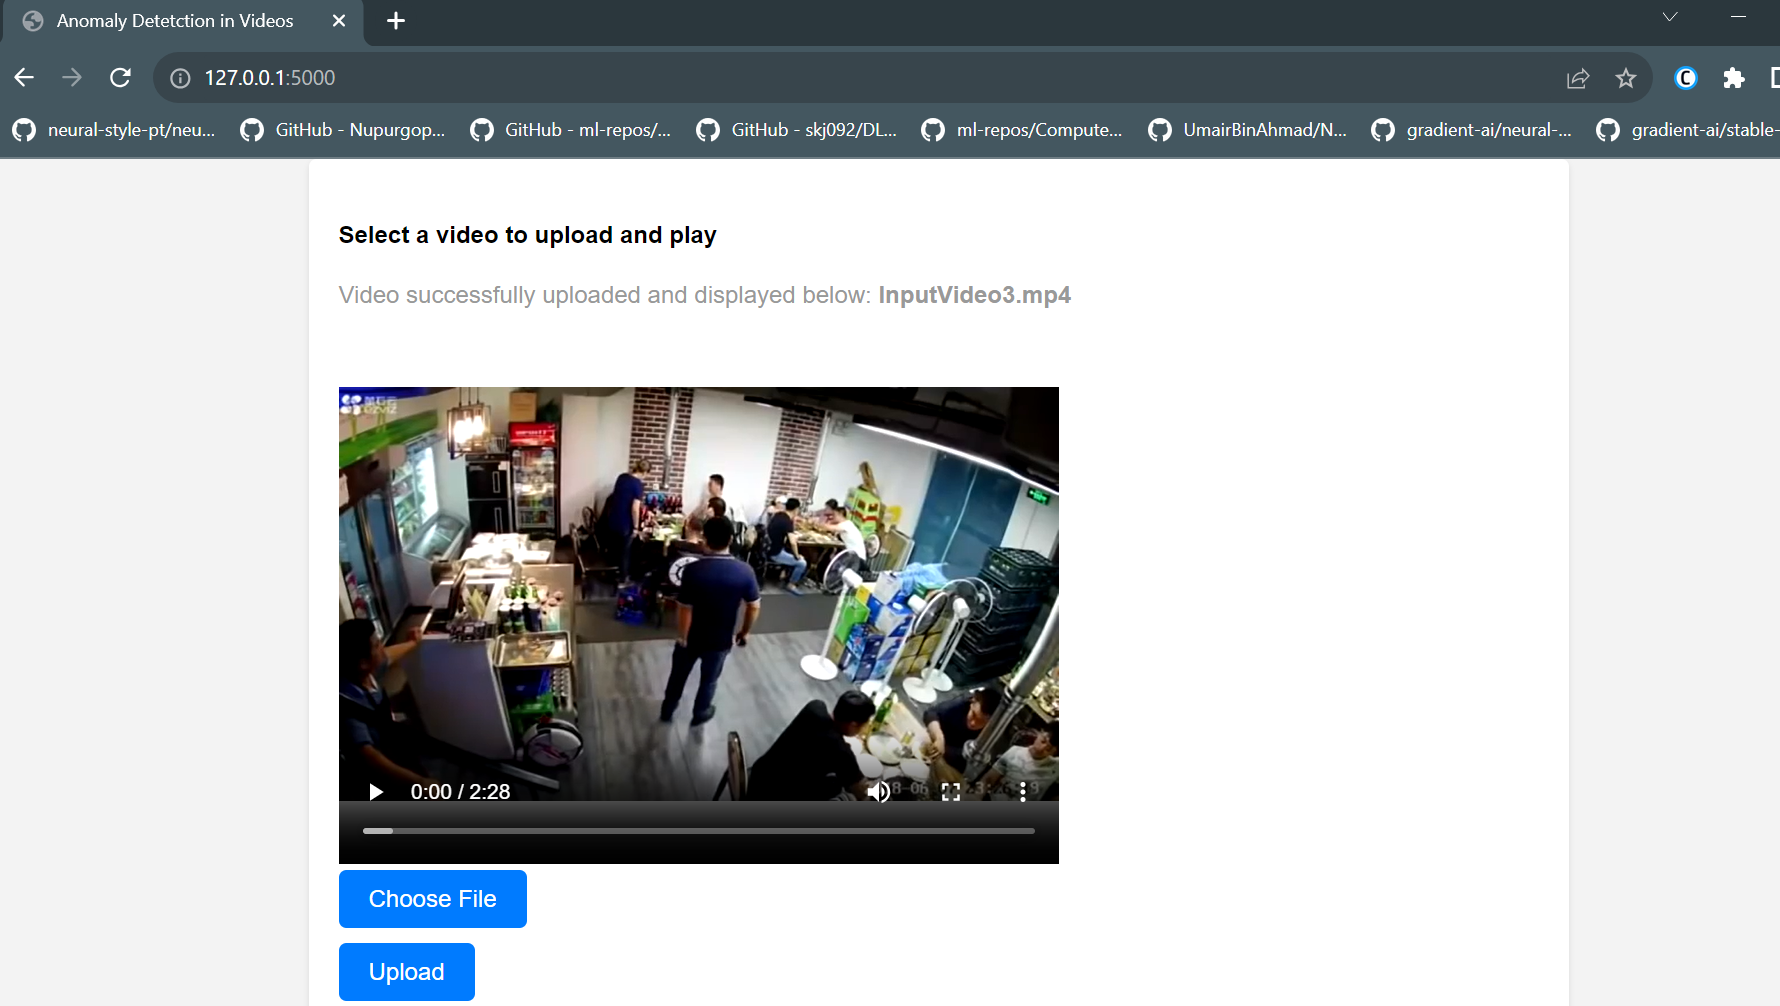 Anomaly Detetction in Videos
127.0.0.1:5000
neural-style-pt/neu...
GitHub - Nupurgop...
GitHub - ml-repos/...
GitHub - skj092/DL...
ml-repos/Compute...
UmairBinAhmad/N...
gradient-ai/neural-...
gradient-ai/stable-
Select a video to upload and play
Video successfully uploaded and displayed below: InputVideo3.mp4
0:00 / 2:28
Choose File
Upload